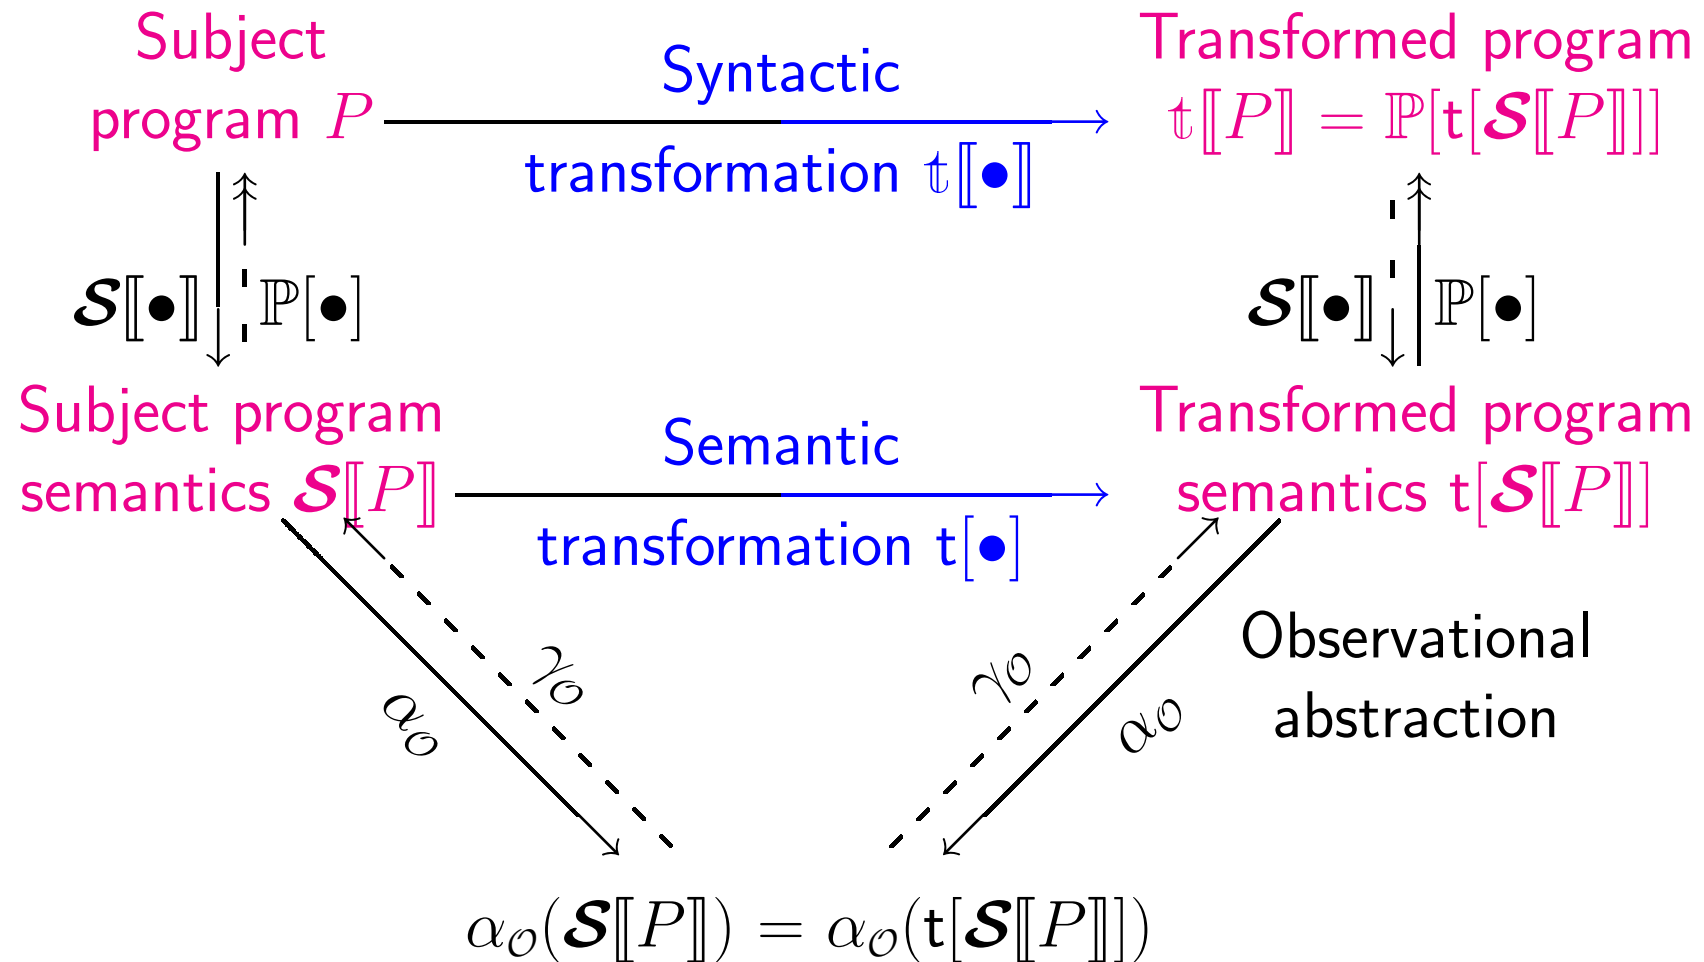 Subject
program P
Syntactic
transformation 𝕥⟦•⟧
Transformed program
𝕥⟦P⟧ = ℙ[t[𝓢⟦P⟧]]
𝓢⟦•⟧
ℙ[•]
𝓢⟦•⟧
ℙ[•]
Subject program
semantics 𝓢⟦P⟧
Semantic
transformation t[•]
Transformed program
semantics t[𝓢⟦P⟧]
α𝒪
γ𝒪
γ𝒪
α𝒪
Observational
abstraction
α𝒪(𝓢⟦P⟧) = α𝒪(t[𝓢⟦P⟧])